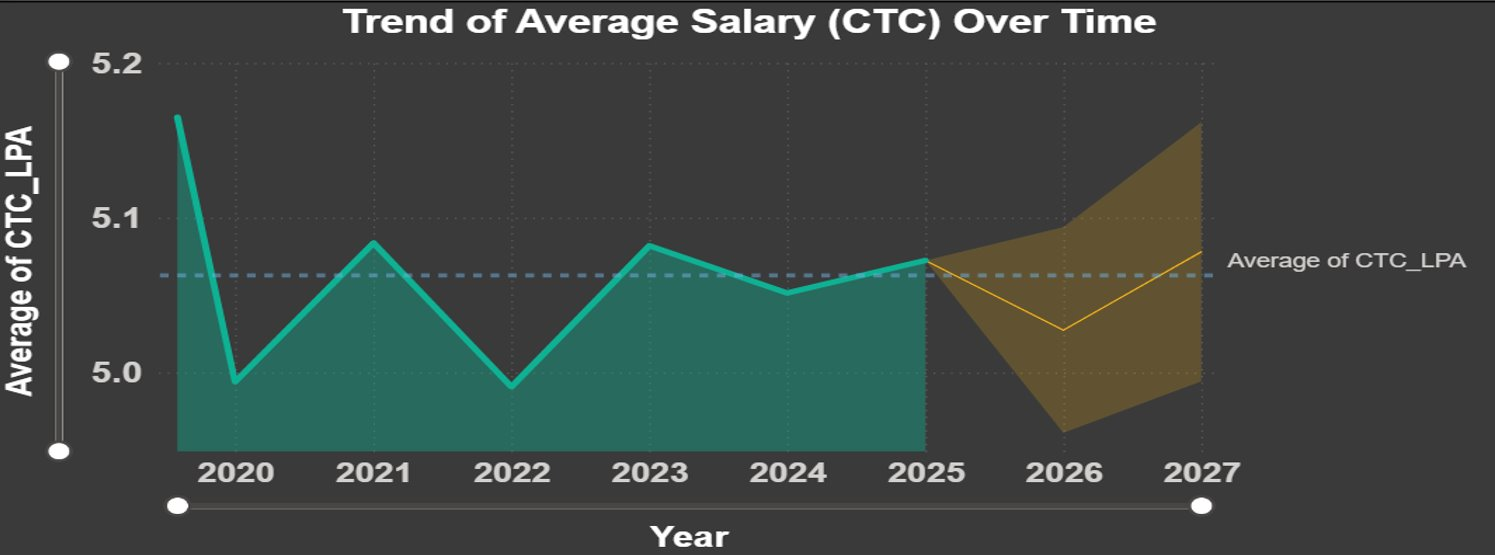 Trend of Average Salary (CTC) Over Time
Average of CTC_LPA
5.2
5.1
5.0
Average of CTC_LPA
2020 2021 2022 2023 2024 2025 2026 2027
Year